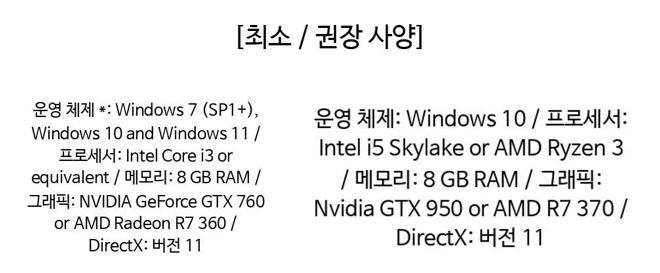 [최소 / 권장 사양]
운영 체제 *: Windows 7 (SP1+),
Windows 10 and Windows 11 /
프로세서: Intel Core i3 or
equivalent / 메모리: 8 GB RAM /
그래픽: NVIDIA GeForce GTX 760
or AMD Radeon R7 360 /
DirectX: 버전 11
운영 체제: Windows 10 / 프로세서:
Intel i5 Skylake or AMD Ryzen 3
/ 메모리: 8 GB RAM / 그래픽:
Nvidia GTX 950 or AMD R7 370 /
DirectX: 버전 11